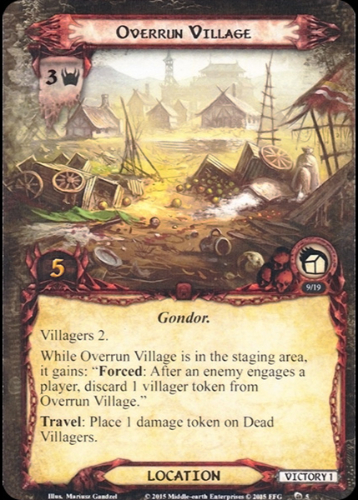 OVERRUN VILLAGE
3
5
9/19
Gondor.
Villagers 2.
While Overrun Village is in the staging area,
it gains: “Forced: After an enemy engages a
player, discard 1 villager token from
Overrun Village.”
Travel: Place 1 damage token on Dead
Villagers.
LOCATION
VICTORY 1
Illus. Mariusz Gandzel
© 2015 Middle-earth Enterprises © 2015 FFG